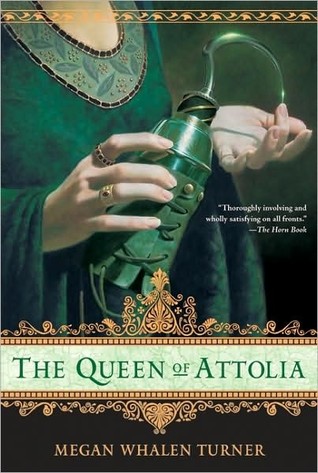 "Thoroughly involving and
wholly satisfying on all fronts."
—The Horn Book
THE QUEEN OF ATTOLIA
MEGAN WHALEN TURNER